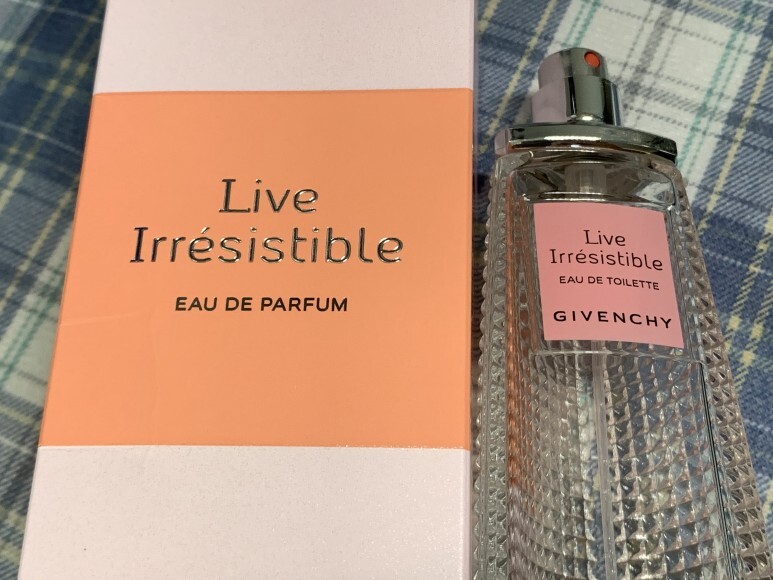 Live
Irrésistible
EAU DE PARFUM
Live
Irrésistible
EAU DE TOILETTE
GIVENCHY